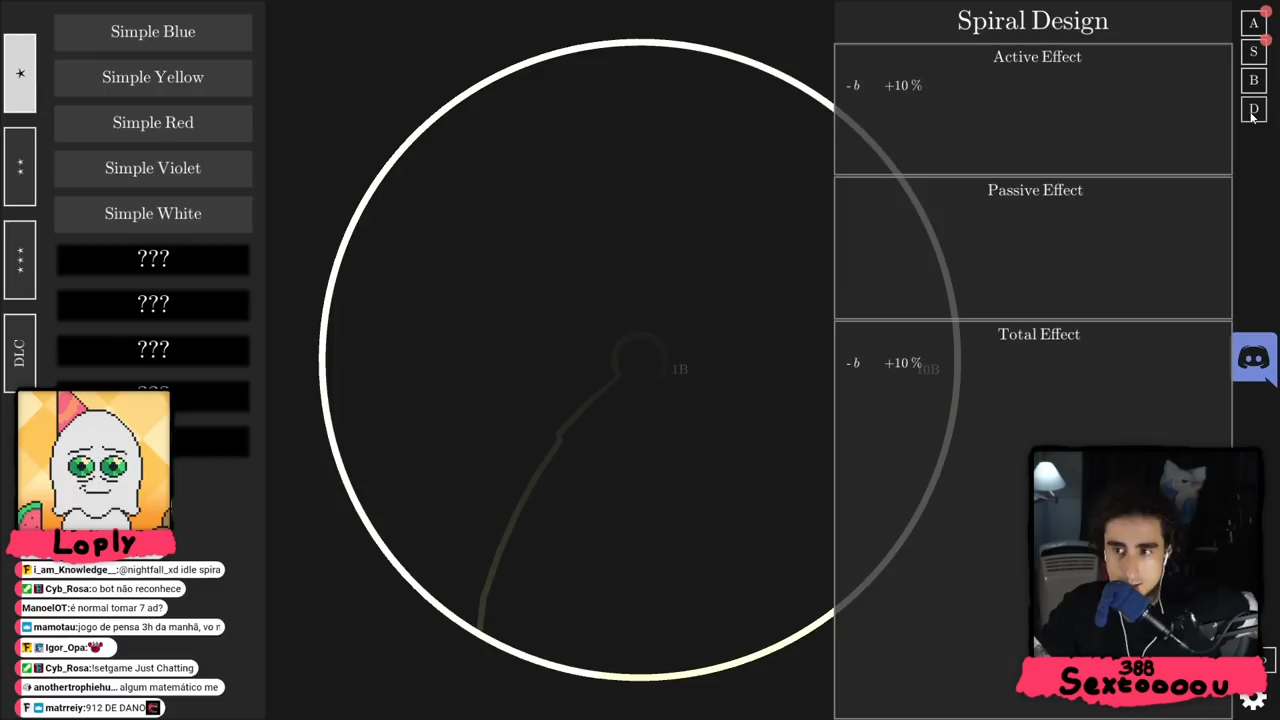 Simple Blue
Simple Yellow
Simple Red
Simple Violet
Simple White
???
???
???
DLC
Loply
i_am_Knowledge__:@nightfall_xd idle spira
Cyb_Rosa:o bot não reconhece
ManoelOT:é normal tomar 7 ad?
mamotau:jogo de pensa 3h da manhã, vo r
Igor_Opa:
Cyb_Rosa:!setgame Just Chatting
anothertrophiehu... algum matemático me
matrreiy:912 DE DANO
1B
10B
Spiral Design
Active Effect
- b +10 %
Passive Effect
Total Effect
- b +10 %
A
S
B
D
388
Sextoooou